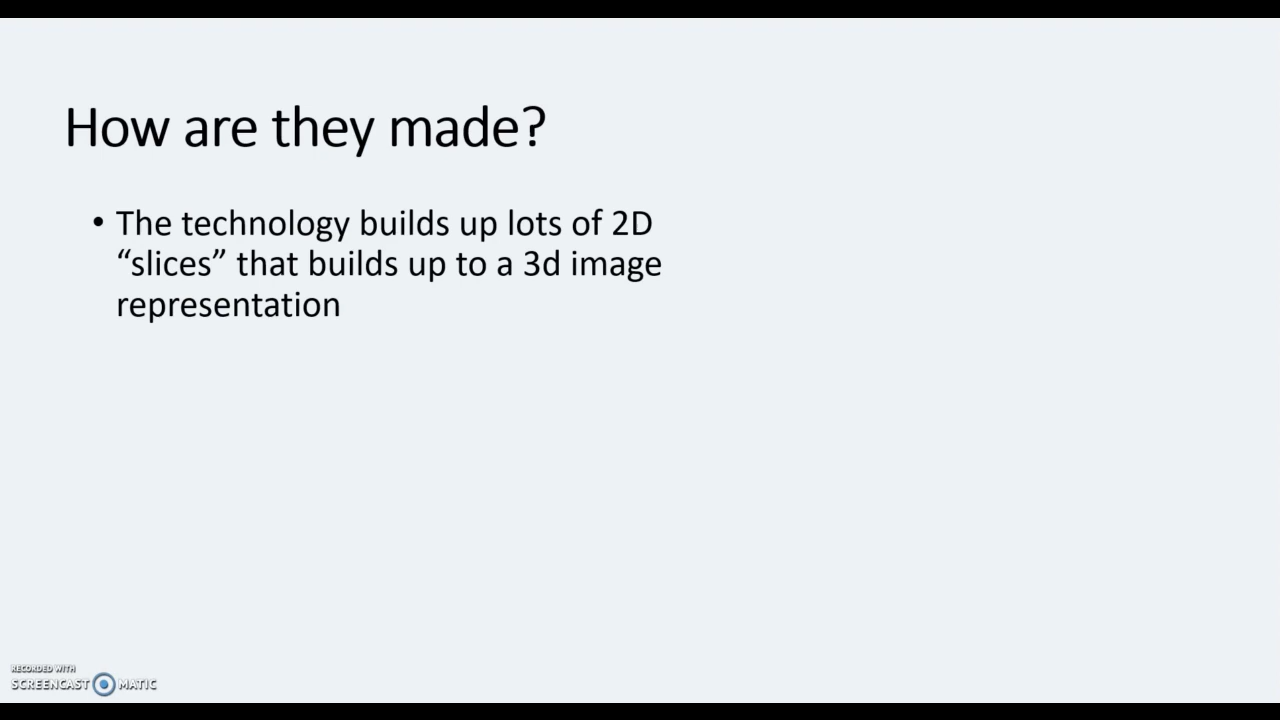 How are they made?
• The technology builds up lots of 2D
“slices” that builds up to a 3d image
representation
RECORDED WITH
SCREENCAST MATIC